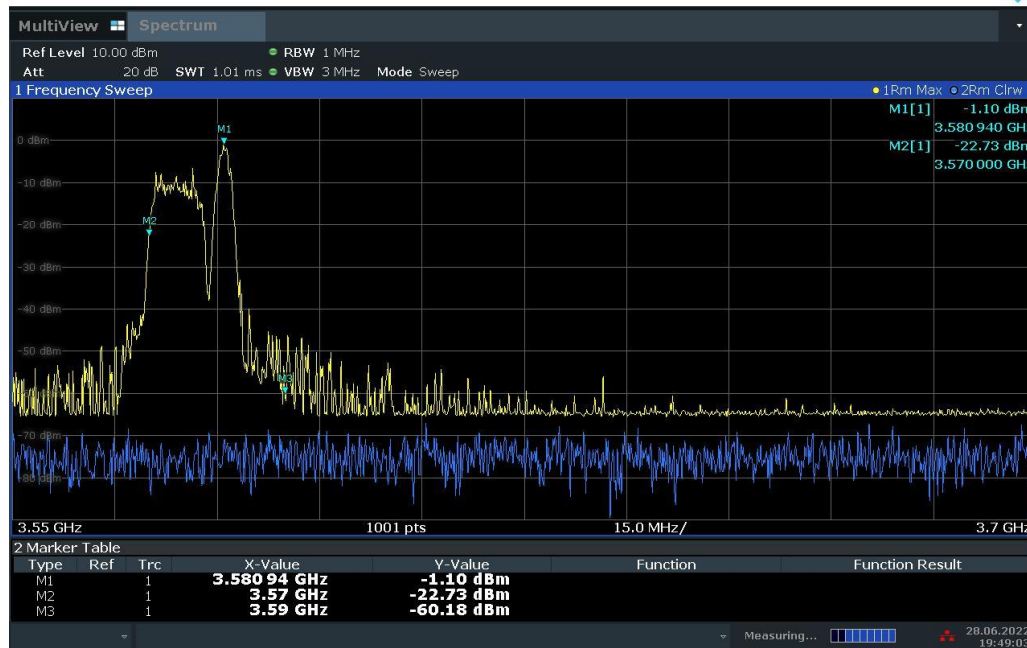 MultiView Spectrum
Ref Level 10.00 dBm RBW 1 MHz
Att 20 dB SWT 1.01 ms VBW 3 MHz Mode Sweep
1 Frequency Sweep 1Rm Max 2Rm Clrw
M1[1] -1.10 dBm
3.580 940 GH
M2[1] -22.73 dBm
3.570 000 GH
M1
0 dBm
-10 dBm
-20 dBm
M2
-30 dBm
-40 dBm
-50 dBm
M3
-70 dBm
-80 dBm
3.55 GHz 1001 pts 15.0 MHz/ 3.7 GHz
2 Marker Table
Type Ref Trc X-Value Y-Value Function Function Result
M1 1 3.580 94 GHz -1.10 dBm
M2 1 3.57 GHz -22.73 dBm
M3 1 3.59 GHz -60.18 dBm
Measuring... 28.06.2022
19:49:03